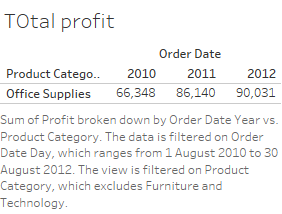 TOtal profit
Order Date
Product Catego.. 2010 2011 2012
Office Supplies 66,348 86,140 90,031
Sum of Profit broken down by Order Date Year vs.
Product Category. The data is filtered on Order
Date Day, which ranges from 1 August 2010 to 30
August 2012. The view is filtered on Product
Category, which excludes Furniture and
Technology.